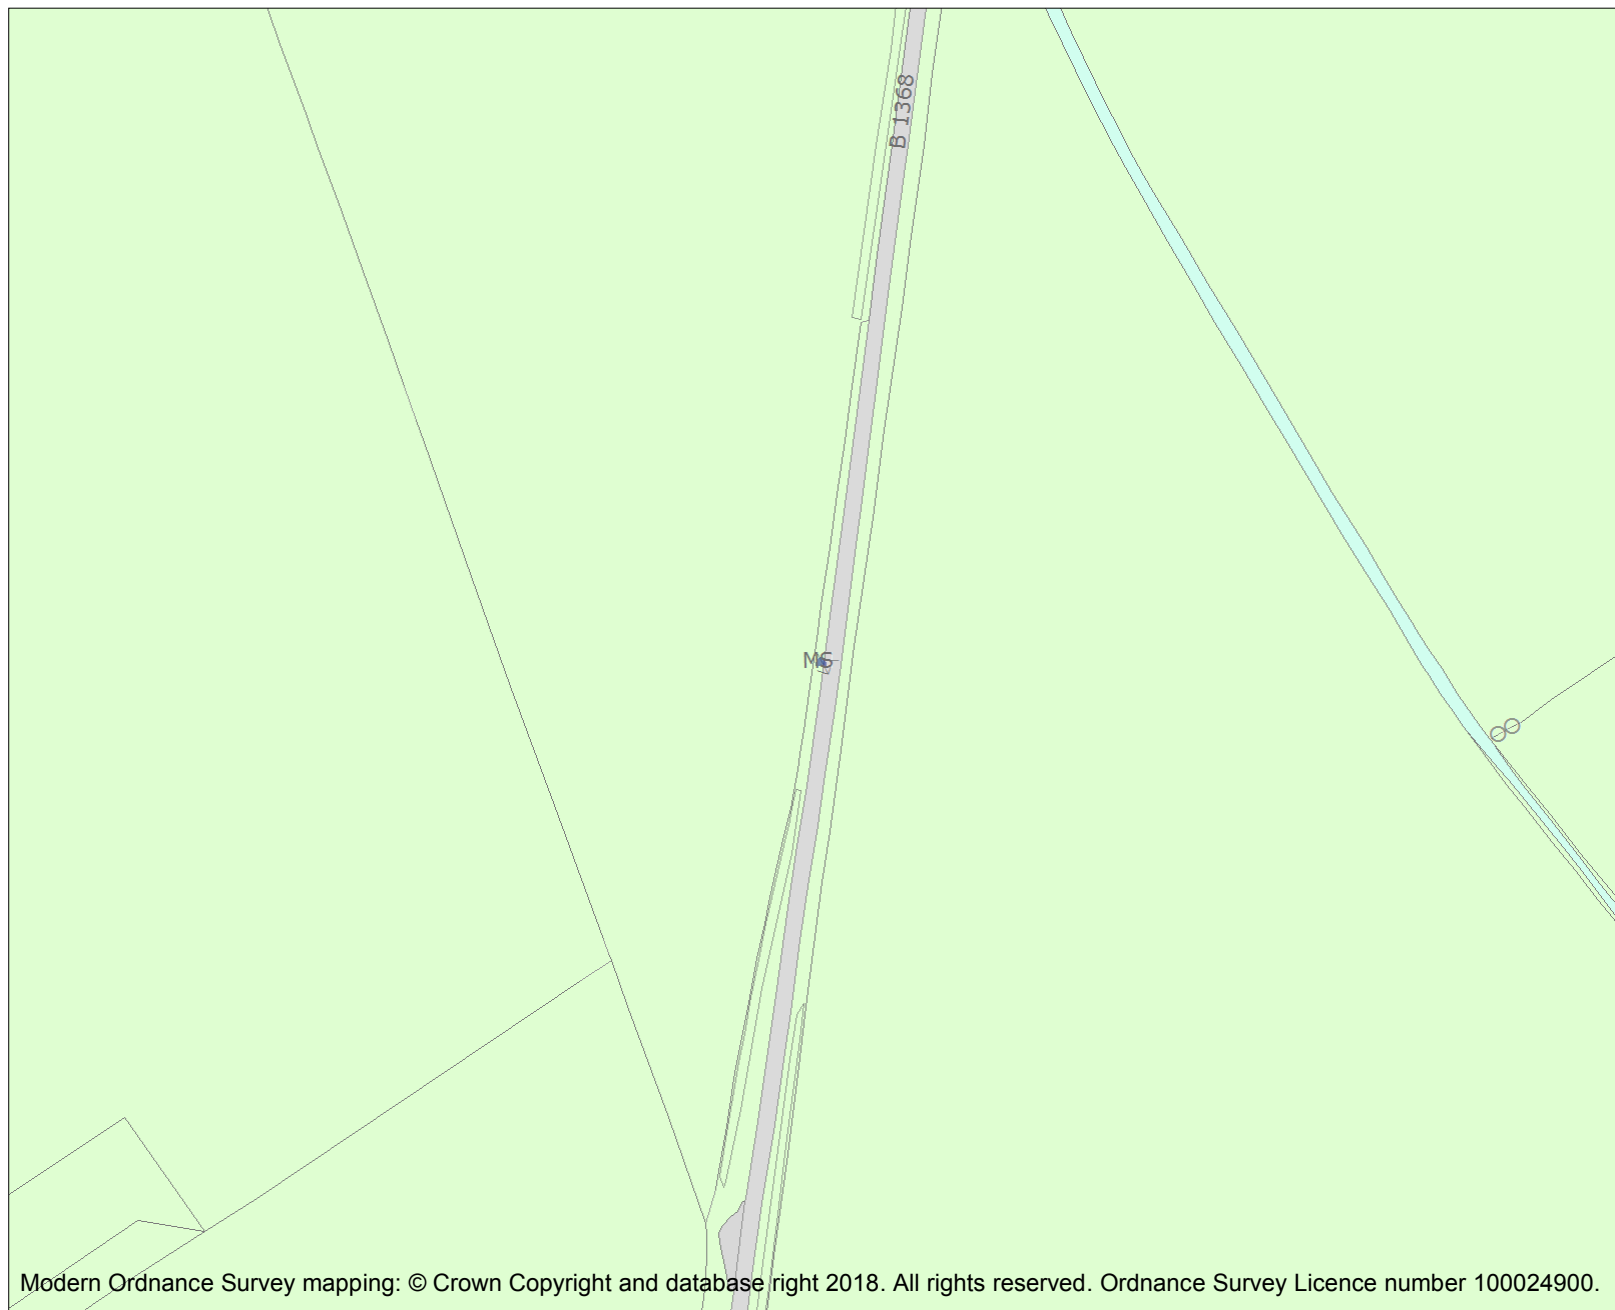 B 1368
MS
Modern Ordnance Survey mapping: © Crown Copyright and database right 2018. All rights reserved. Ordnance Survey Licence number 100024900.